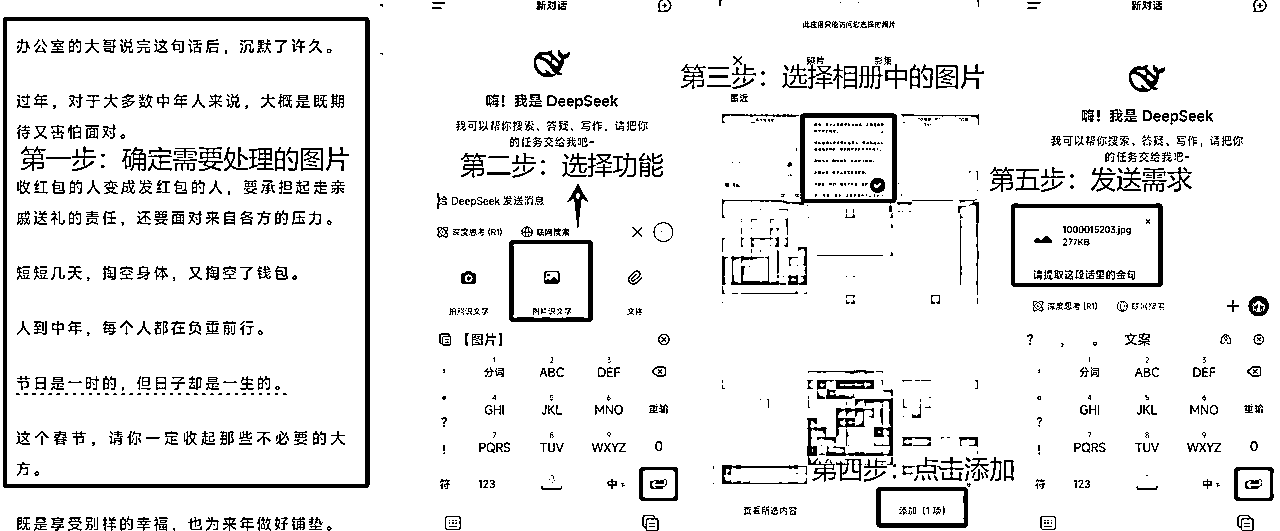 办公室的大哥说完这句话后，沉默了许久。
过年，对于大多数中年人来说，大概是既期
待又害怕面对。
第一步：确定需要处理的图片
收红包的人变成发红包的人，要承担起走亲
戚送礼的责任，还要面对来自各方的压力。
短短几天，掏空身体，又掏空了钱包。
人到中年，每个人都在负重前行。
节日是一时的，但日子却是一生的。
这个春节，请你一定收起那些不必要的大
方。
既是享受别样的幸福，也为来年做好铺垫。
新对话
嗨！我是 DeepSeek
我可以帮你搜索、答疑、写作，请把你
的任务交给我吧~
第二步：选择功能
给 DeepSeek 发送消息
深度思考 (R1) 联网搜索
拍照识文字 图片识文字 文件
【图片】
1 2 3
分词 ABC DEF
4 5 6
GHI JKL MNO 重输
7 8 9
PQRS TUV WXYZ 0
符 123 中
此应用只能访问您选择的照片
照片 影集
第三步：选择相册中的图片
最近
第四步：点击添加
查看所选内容 添加 (1 项)
新对话
嗨！我是 DeepSeek
我可以帮你搜索、答疑、写作，请把你
的任务交给我吧~
第五步：发送需求
1000015203.jpg
277KB
请提取这段话里的金句
深度思考 (R1) 联网搜索
？ ， 。 文案
1 2 3
分词 ABC DEF
4 5 6
GHI JKL MNO 重输
7 8 9
PQRS TUV WXYZ 0
符 123 中